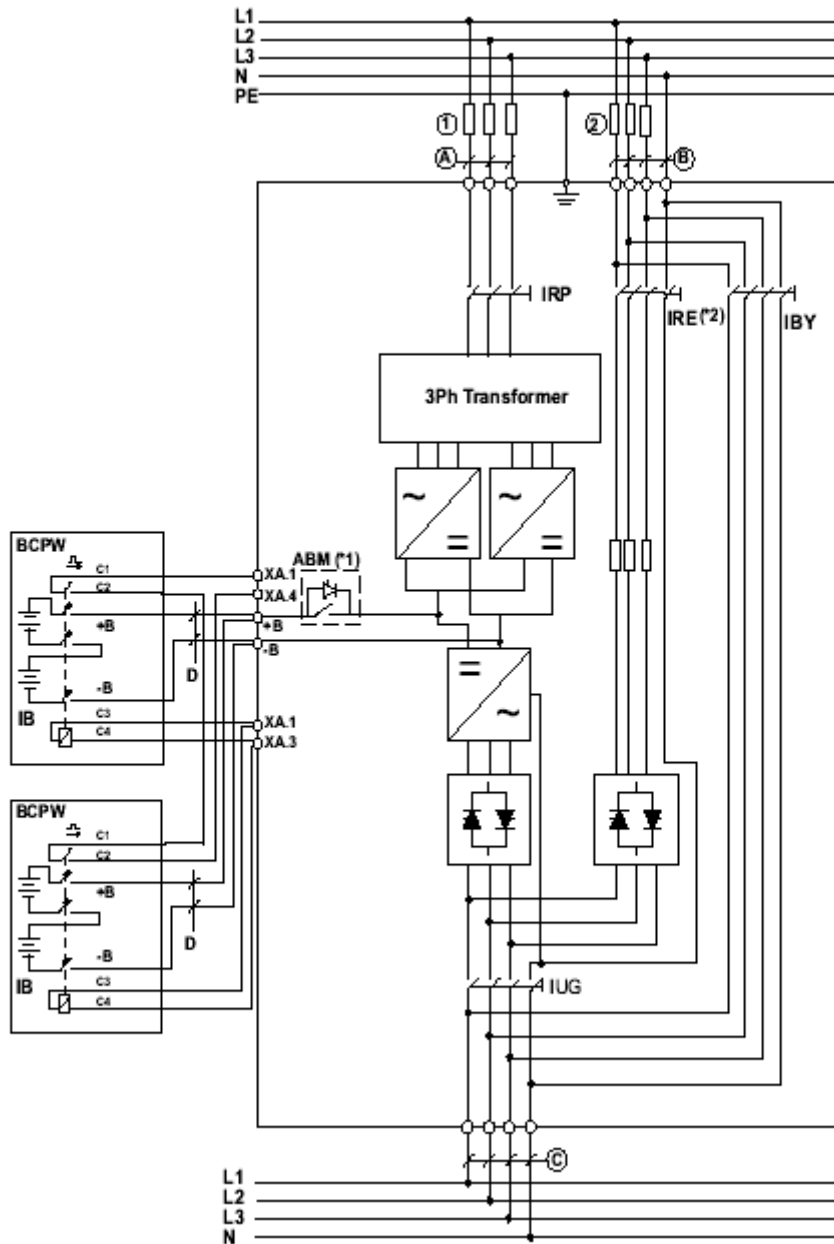 L1
L2
L3
N
PE
1
2
A
B
IRP
IRE(*2)
IBY
3Ph Transformer
~
~
=
=
BCPW
C1
C2
+B
-B
IB
C3
C4
D
XA.1
ABM (*1)
XA.4
+B
-B
XA.1
XA.3
=
~
BCPW
C1
C2
+B
-B
IB
C3
C4
D
IUG
C
L1
L2
L3
N